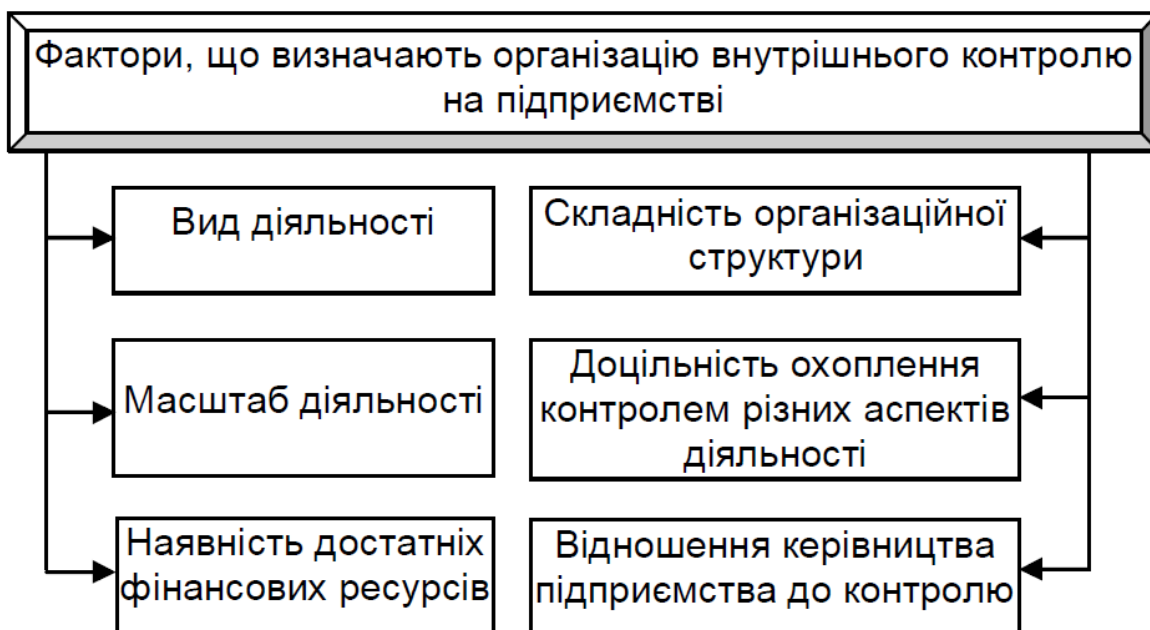 Фактори, що визначають організацію внутрішнього контролю
на підприємстві
Вид діяльності
Складність організаційної
структури
Масштаб діяльності
Доцільність охоплення
контролем різних аспектів
діяльності
Наявність достатніх
фінансових ресурсів
Відношення керівництва
підприємства до контролю